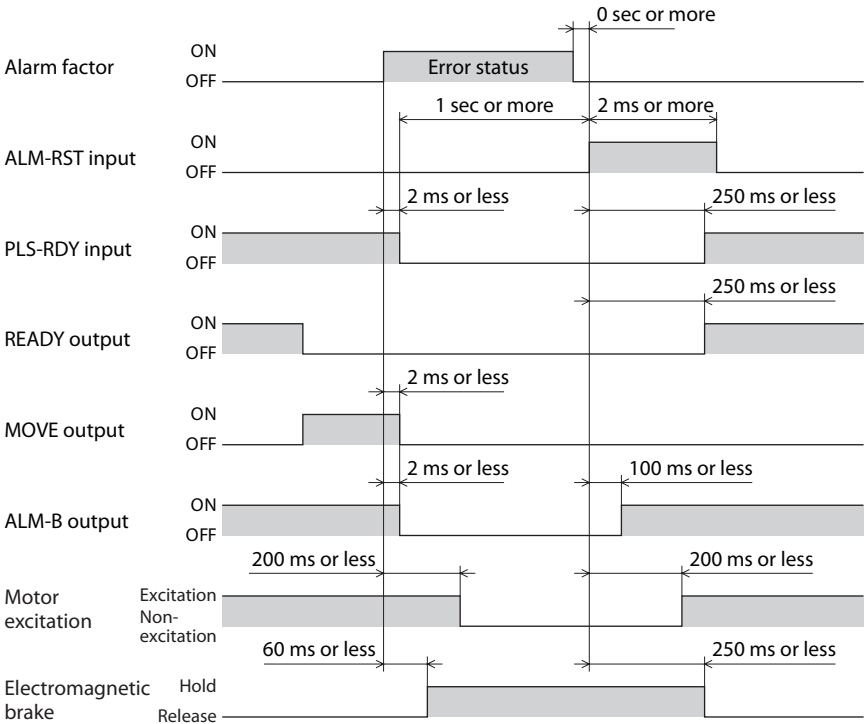 0 sec or more
Alarm factor
ON
OFF
Error status
1 sec or more
2 ms or more
ALM-RST input
ON
OFF
2 ms or less
250 ms or less
PLS-RDY input
ON
OFF
250 ms or less
READY output
ON
OFF
2 ms or less
MOVE output
ON
OFF
2 ms or less
100 ms or less
ALM-B output
ON
OFF
200 ms or less
200 ms or less
Motor
excitation
Excitation
Non-
excitation
60 ms or less
250 ms or less
Electromagnetic
brake
Hold
Release